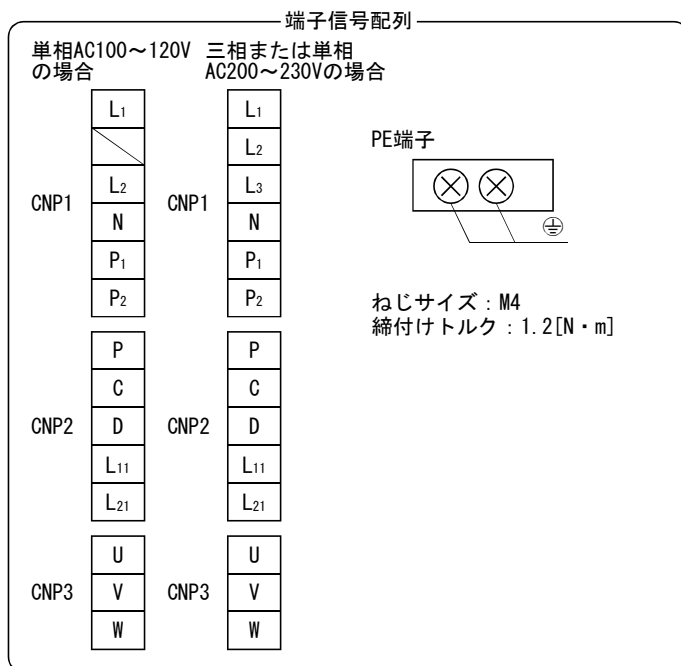 端子信号配列
単相AC100～120V
の場合
三相または単相
AC200～230Vの場合
CNP1
L1
L2
N
P1
P2
CNP1
L1
L2
L3
N
P1
P2
CNP2
P
C
D
L11
L21
CNP2
P
C
D
L11
L21
CNP3
U
V
W
CNP3
U
V
W
PE端子
ねじサイズ：M4
締付けトルク：1.2[N・m]